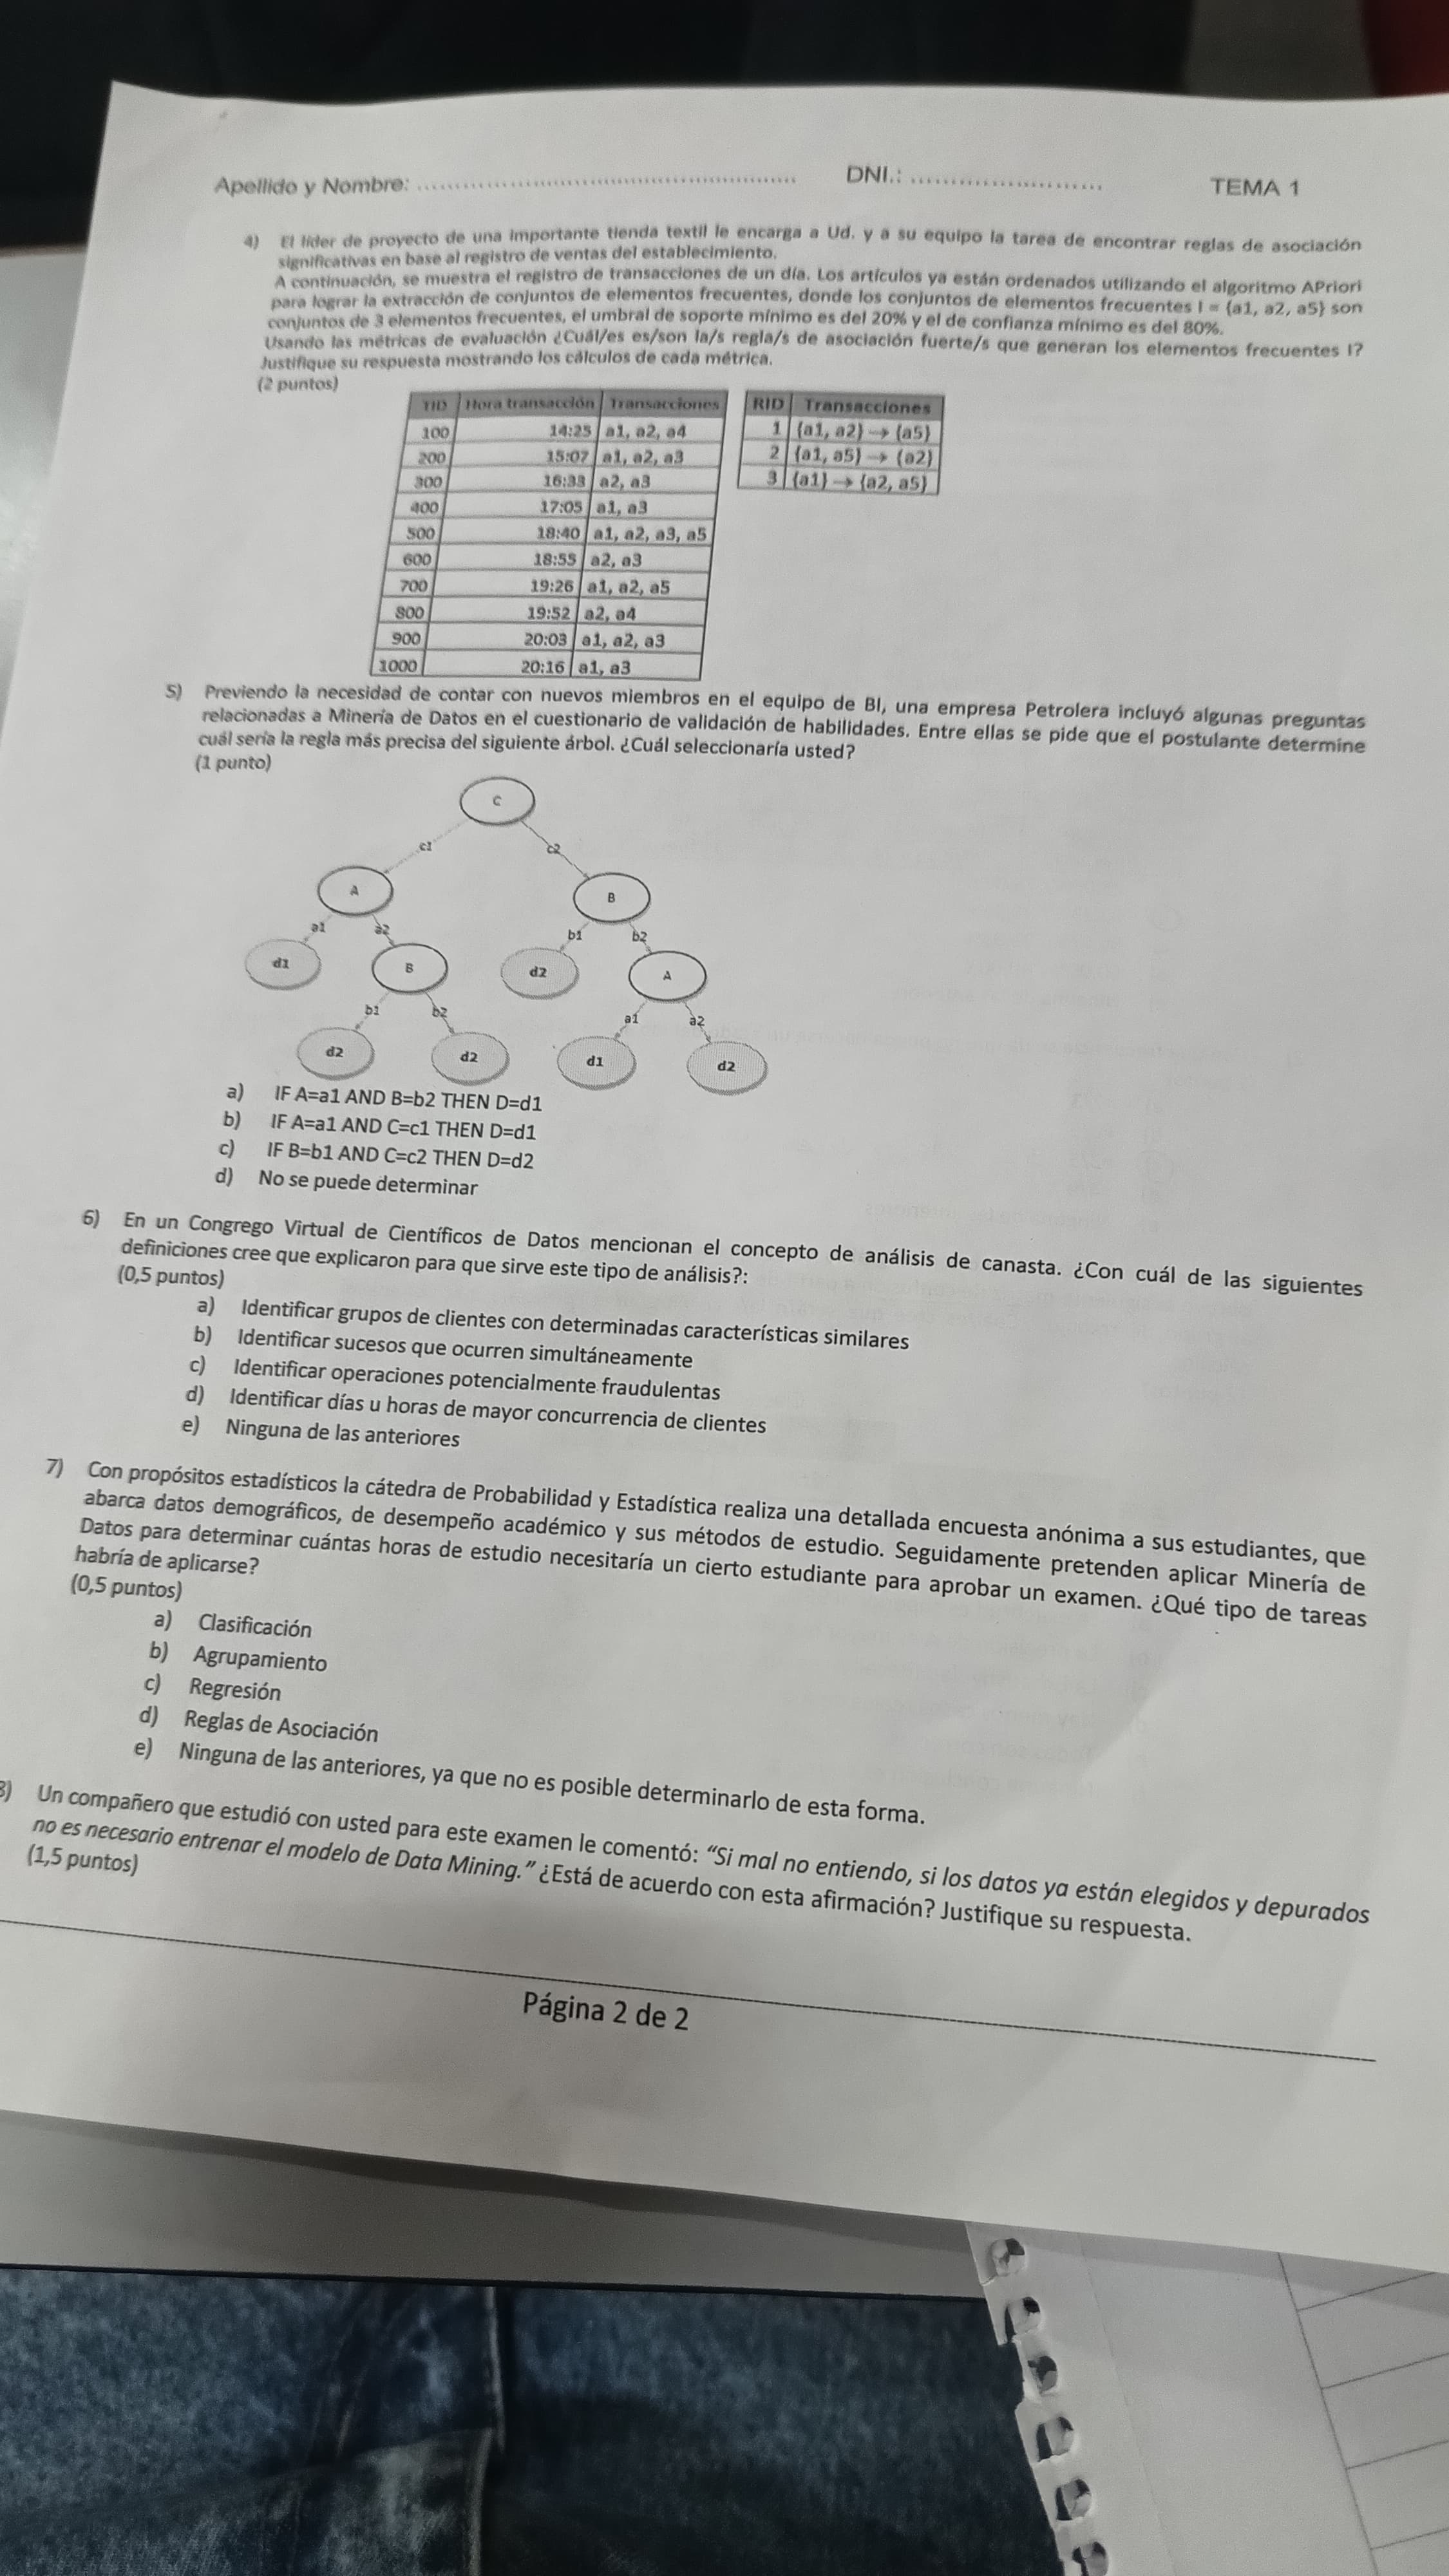 Apellido y Nombre: ........................................................ DNI.: ............................ TEMA 1
4) El líder de proyecto de una importante tienda textil le encarga a Ud. y a su equipo la tarea de encontrar reglas de asociación
significativas en base al registro de ventas del establecimiento.
A continuación, se muestra el registro de transacciones de un día. Los artículos ya están ordenados utilizando el algoritmo APriori
para lograr la extracción de conjuntos de elementos frecuentes, donde los conjuntos de elementos frecuentes I = {a1, a2, a5} son
conjuntos de 3 elementos frecuentes, el umbral de soporte mínimo es del 20% y el de confianza mínimo es del 80%.
Usando las métricas de evaluación ¿Cuál/es es/son la/s regla/s de asociación fuerte/s que generan los elementos frecuentes I?
Justifique su respuesta mostrando los cálculos de cada métrica.
(2 puntos)
TID Hora transacción Transacciones
100 14:25 a1, a2, a4
200 15:07 a1, a2, a3
300 16:33 a2, a3
400 17:05 a1, a3
500 18:40 a1, a2, a3, a5
600 18:55 a2, a3
700 19:26 a1, a2, a5
800 19:52 a2, a4
900 20:03 a1, a2, a3
1000 20:16 a1, a3
RID Transacciones
1 {a1, a2} → {a5}
2 {a1, a5} → {a2}
3 {a1} → {a2, a5}
5) Previendo la necesidad de contar con nuevos miembros en el equipo de BI, una empresa Petrolera incluyó algunas preguntas
relacionadas a Minería de Datos en el cuestionario de validación de habilidades. Entre ellas se pide que el postulante determine
cuál sería la regla más precisa del siguiente árbol. ¿Cuál seleccionaría usted?
(1 punto)
C
c1 c2
A B
a1 a2 b1 b2
d1 B d2 A
b1 b2 a1 a2
d2 d2 d1 d2
a) IF A=a1 AND B=b2 THEN D=d1
b) IF A=a1 AND C=c1 THEN D=d1
c) IF B=b1 AND C=c2 THEN D=d2
d) No se puede determinar
6) En un Congrego Virtual de Científicos de Datos mencionan el concepto de análisis de canasta. ¿Con cuál de las siguientes
definiciones cree que explicaron para que sirve este tipo de análisis?:
(0,5 puntos)
a) Identificar grupos de clientes con determinadas características similares
b) Identificar sucesos que ocurren simultáneamente
c) Identificar operaciones potencialmente fraudulentas
d) Identificar días u horas de mayor concurrencia de clientes
e) Ninguna de las anteriores
7) Con propósitos estadísticos la cátedra de Probabilidad y Estadística realiza una detallada encuesta anónima a sus estudiantes, que
abarca datos demográficos, de desempeño académico y sus métodos de estudio. Seguidamente pretenden aplicar Minería de
Datos para determinar cuántas horas de estudio necesitaría un cierto estudiante para aprobar un examen. ¿Qué tipo de tareas
habría de aplicarse?
(0,5 puntos)
a) Clasificación
b) Agrupamiento
c) Regresión
d) Reglas de Asociación
e) Ninguna de las anteriores, ya que no es posible determinarlo de esta forma.
8) Un compañero que estudió con usted para este examen le comentó: “Si mal no entiendo, si los datos ya están elegidos y depurados
no es necesario entrenar el modelo de Data Mining.” ¿Está de acuerdo con esta afirmación? Justifique su respuesta.
(1,5 puntos)
Página 2 de 2